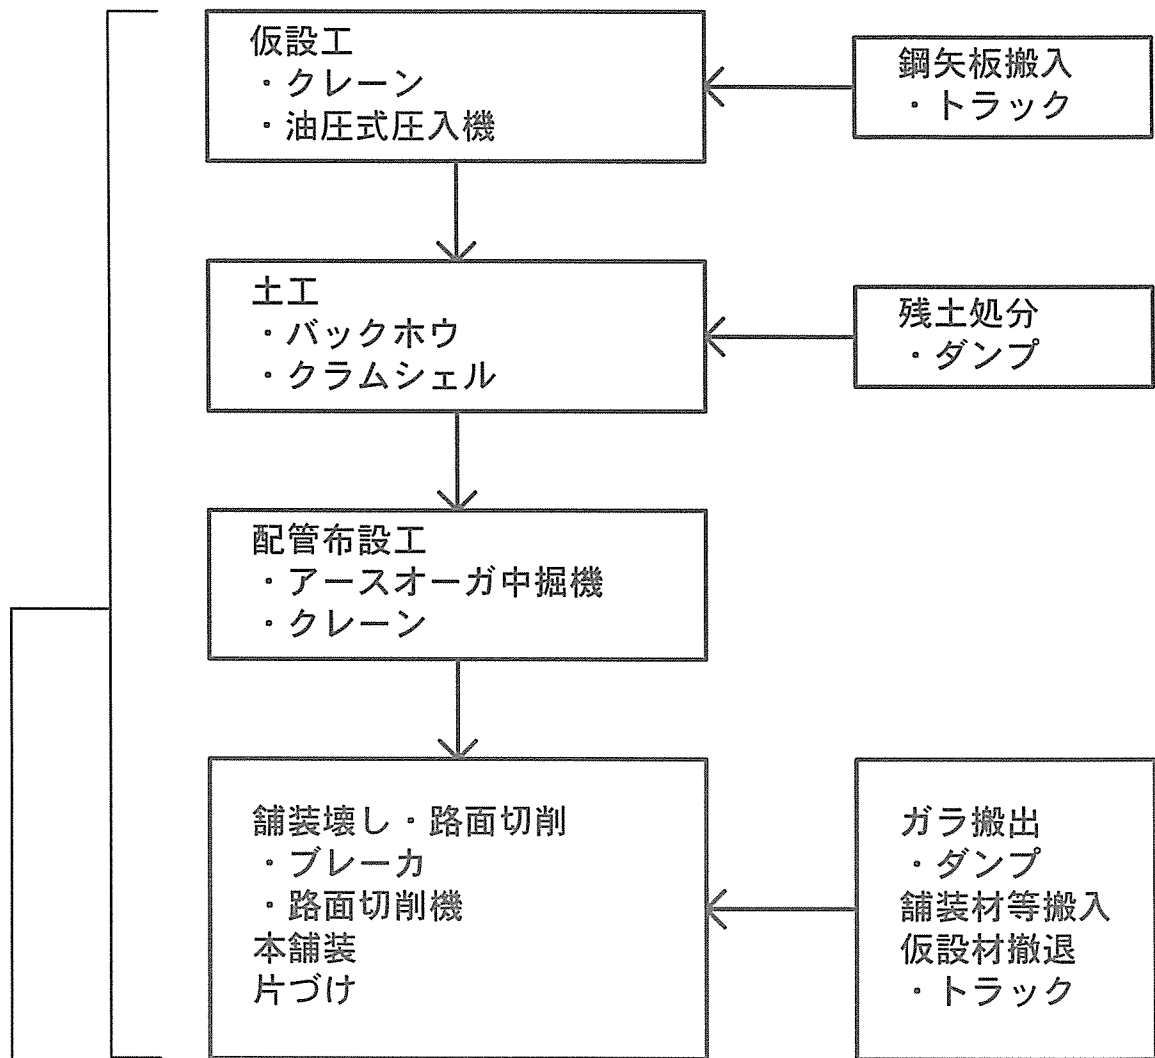 仮設工
・クレーン
・油圧式圧入機
鋼矢板搬入
・トラック
土工
・バックホウ
・クラムシェル
残土処分
・ダンプ
配管布設工
・アースオーガ中掘機
・クレーン
舗装壊し・路面切削
・ブレーカ
・路面切削機
本舗装
片づけ
ガラ搬出
・ダンプ
舗装材等搬入
仮設材撤退
・トラック